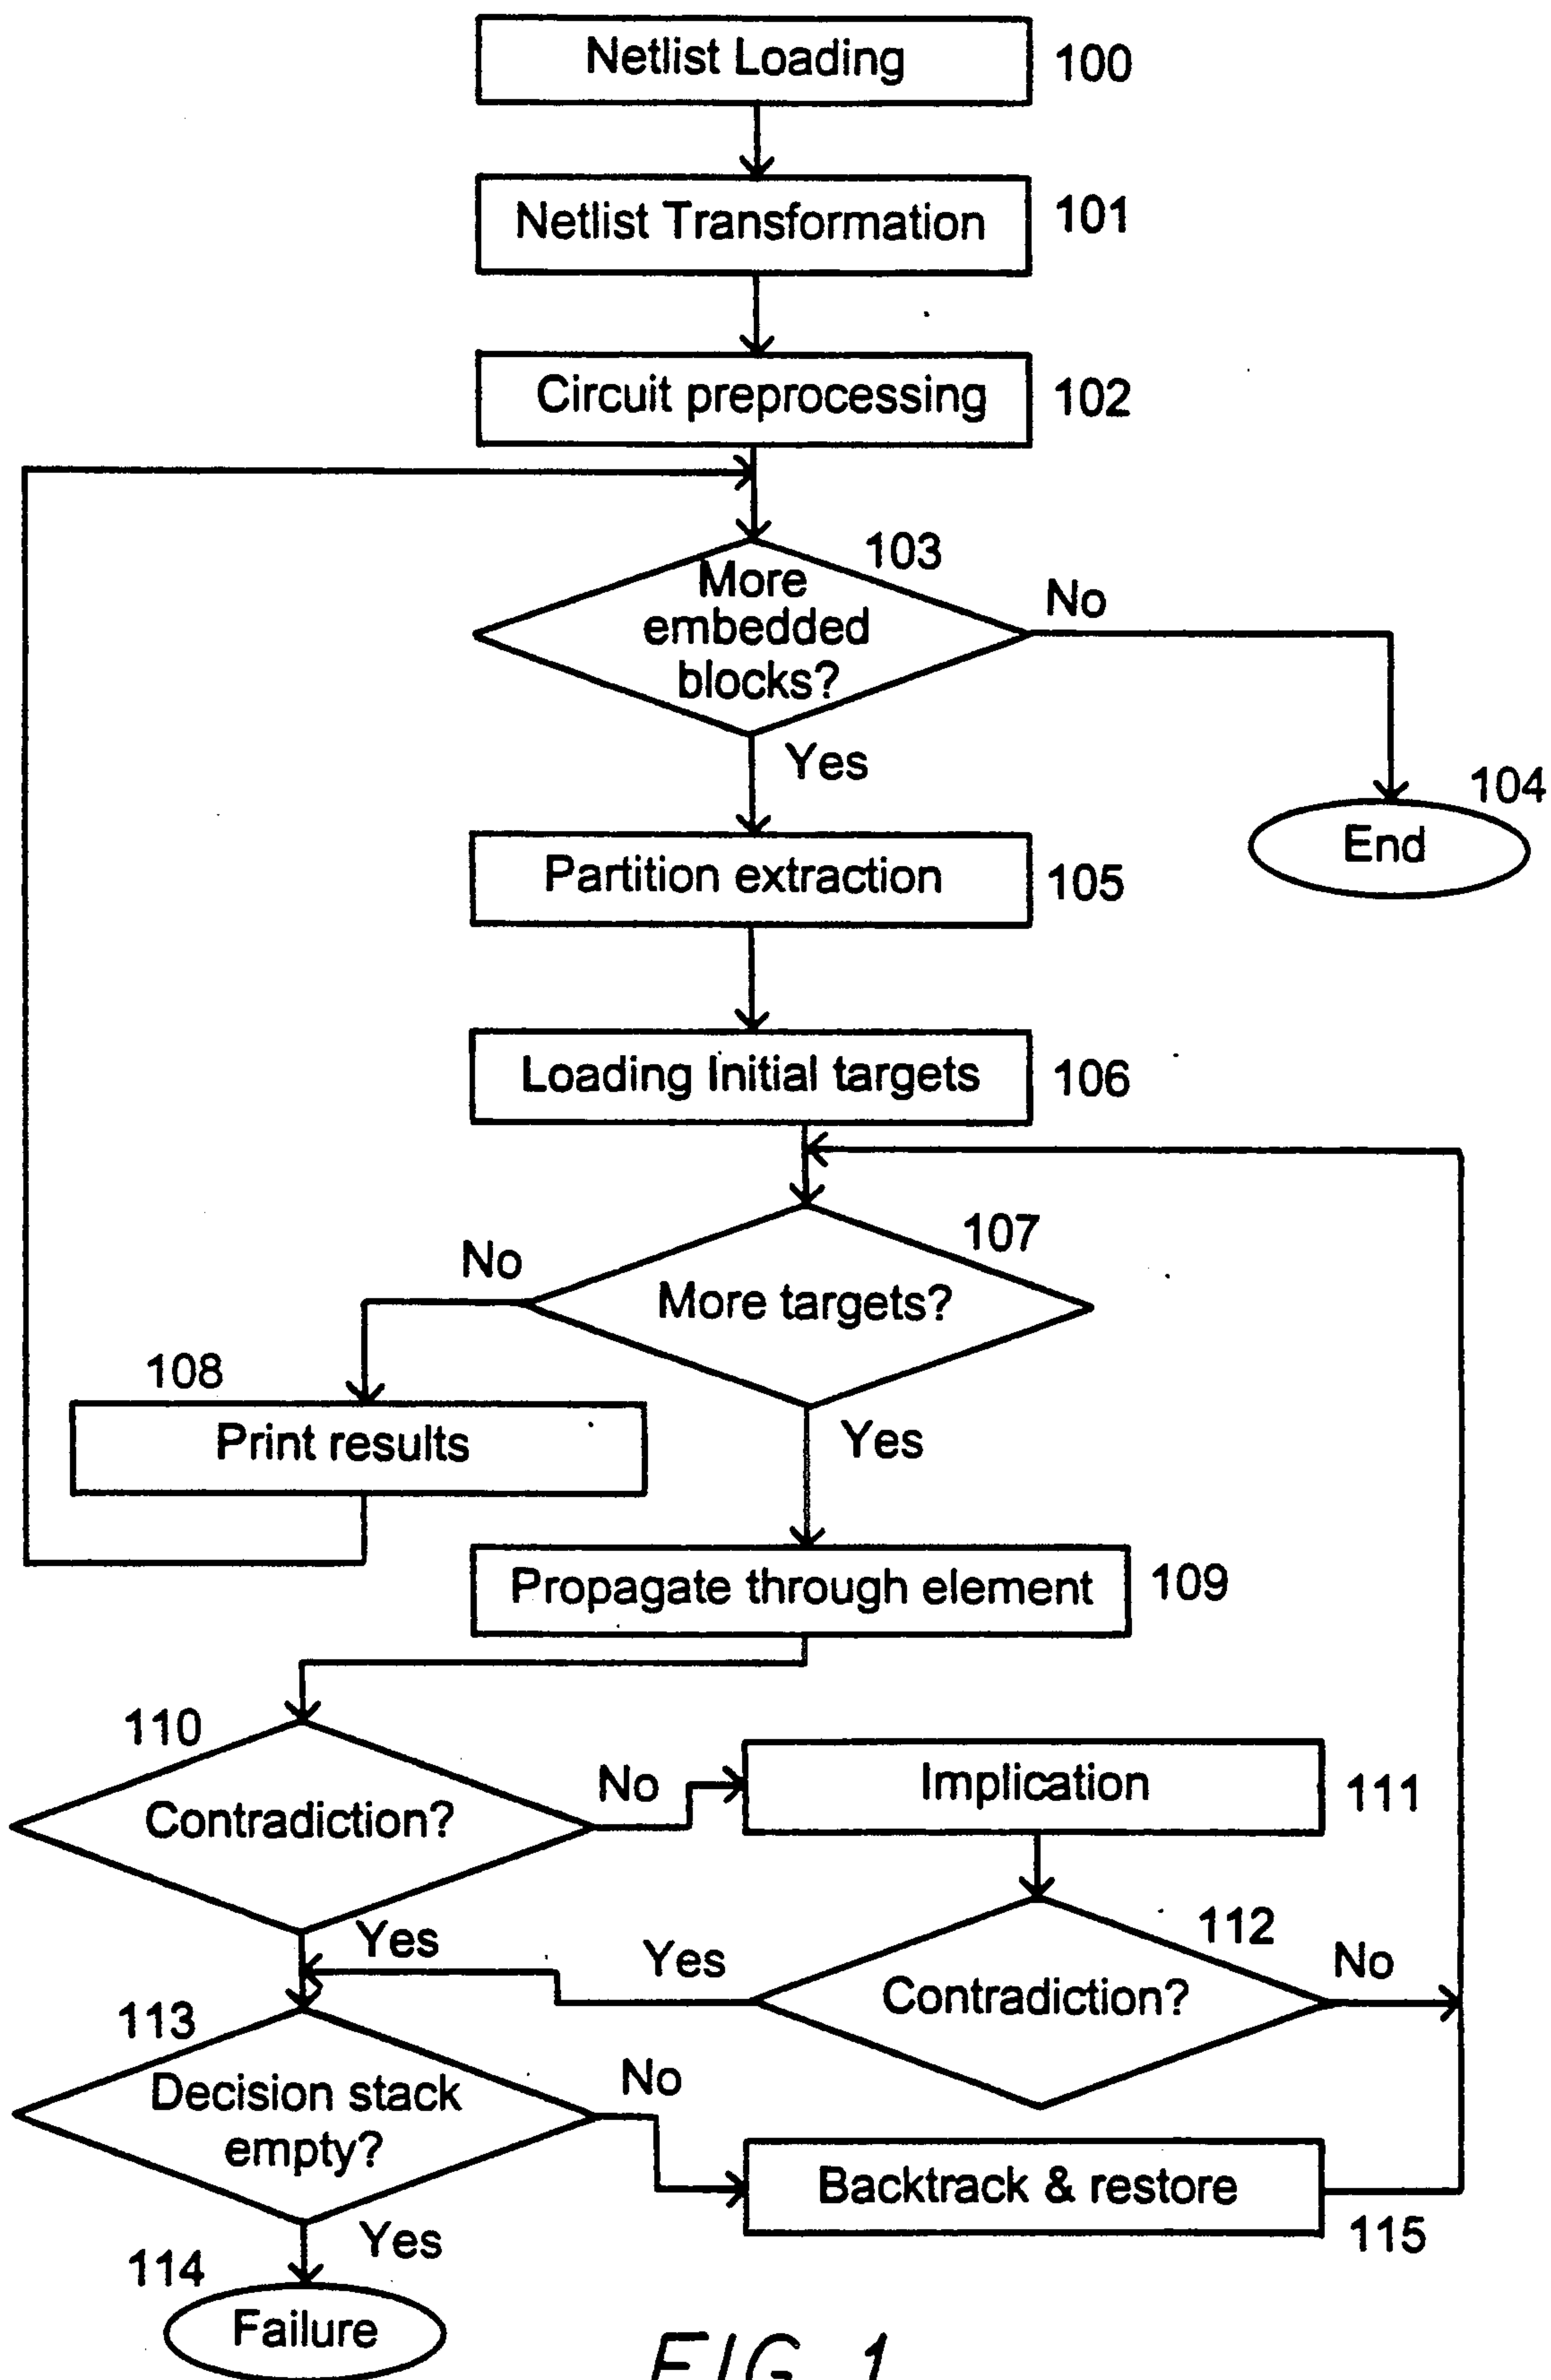 Netlist Loading
100
Netlist Transformation
101
Circuit preprocessing
102
103
More
embedded
blocks?
No
Yes
104
End
Partition extraction
105
Loading Initial targets
106
107
No
More targets?
108
Print results
Yes
Propagate through element
109
110
Contradiction?
No
Implication
111
Yes
Yes
112
Contradiction?
No
113
Decision stack
empty?
No
Backtrack & restore
115
Yes
114
Failure
FIG. 1